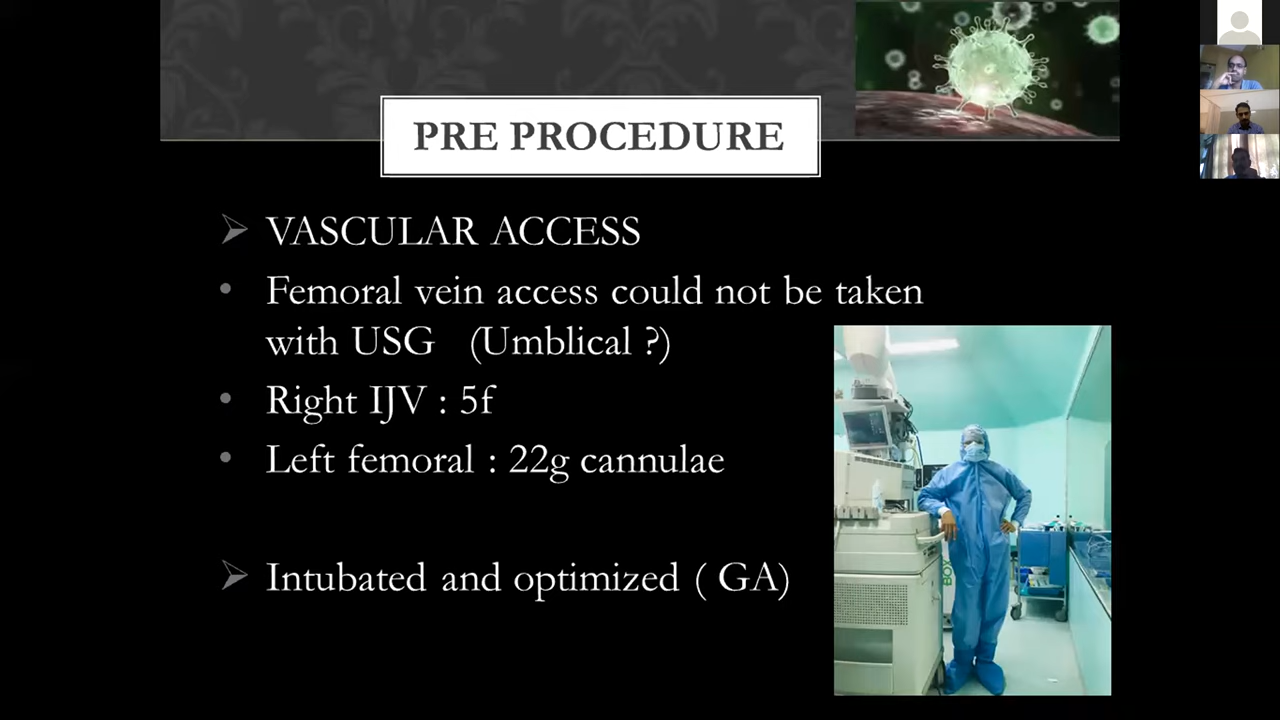 PRE PROCEDURE
VASCULAR ACCESS
Femoral vein access could not be taken
with USG (Umblical ?)
Right IJV : 5f
Left femoral : 22g cannulae
Intubated and optimized ( GA)
BOX